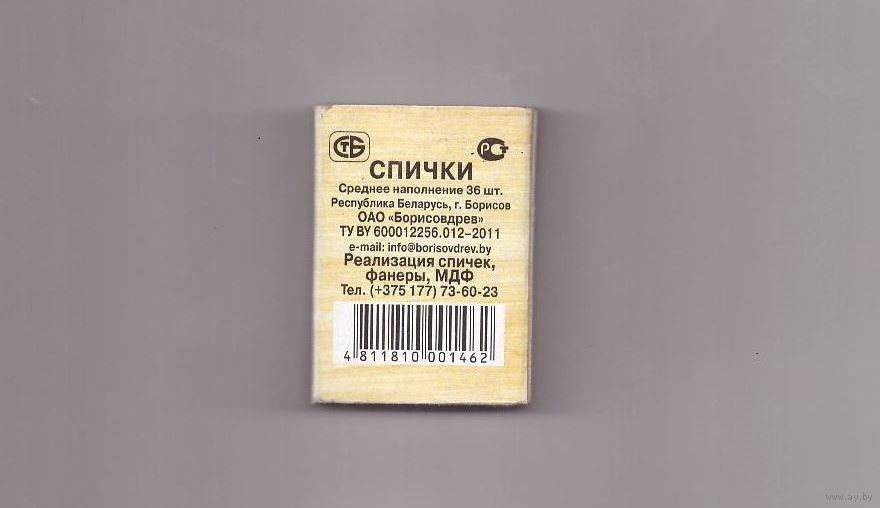 СТБ РСТ
СПИЧКИ
Среднее наполнение 36 шт.
Республика Беларусь, г. Борисов
ОАО «Борисовдрев»
ТУ BY 600012256.012–2011
e-mail: info@borisovdrev.by
Реализация спичек,
фанеры, МДФ
Тел. (+375 177) 73-60-23
4 811810 001462
www.ay.by